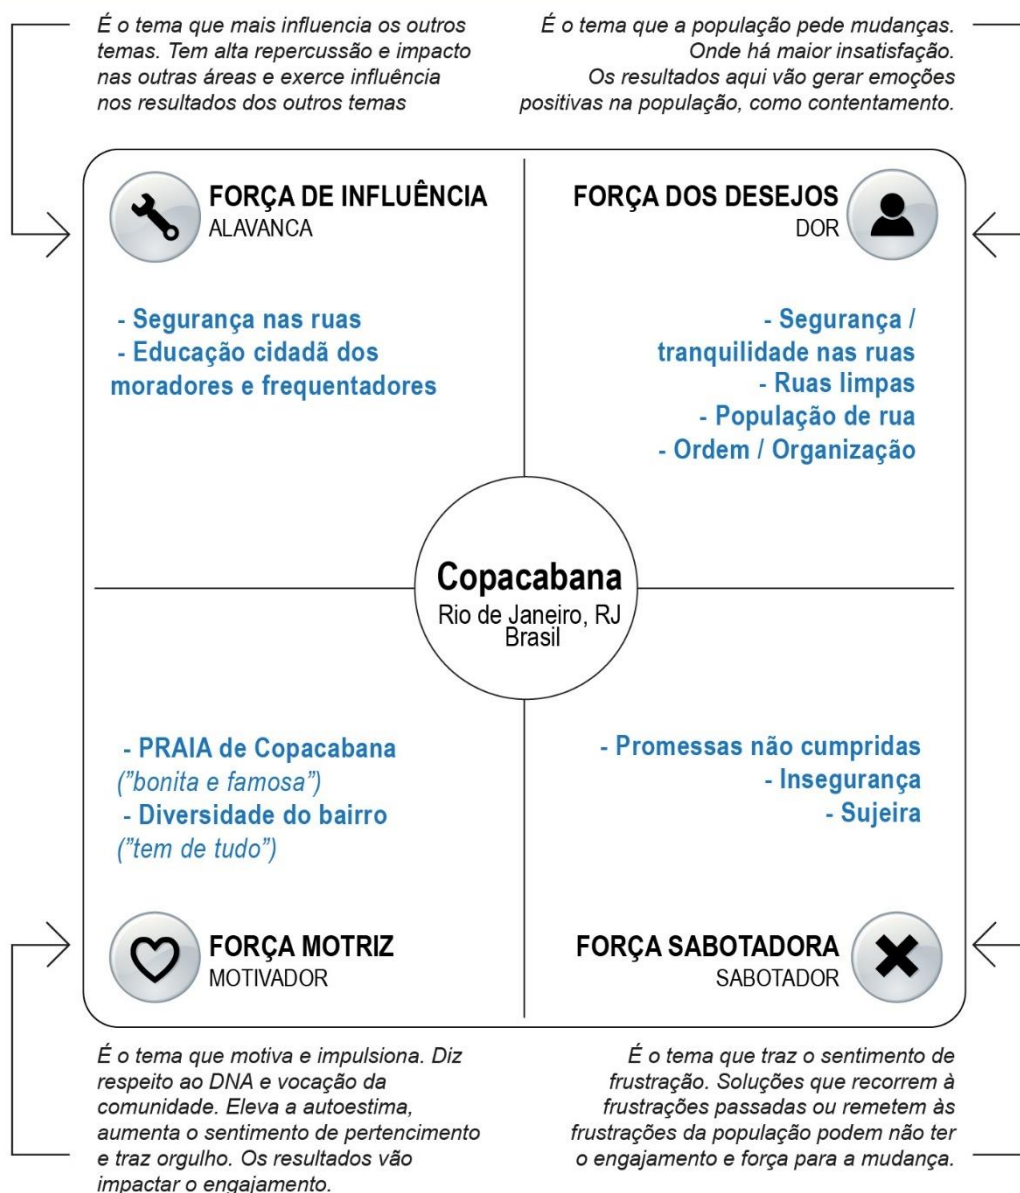 É o tema que mais influencia os outros
temas. Tem alta repercussão e impacto
nas outras áreas e exerce influência
nos resultados dos outros temas
É o tema que a população pede mudanças.
Onde há maior insatisfação.
Os resultados aqui vão gerar emoções
positivas na população, como contentamento.
FORÇA DE INFLUÊNCIA
ALAVANCA
- Segurança nas ruas
- Educação cidadã dos
moradores e frequentadores
FORÇA DOS DESEJOS
DOR
- Segurança /
tranquilidade nas ruas
- Ruas limpas
- População de rua
- Ordem / Organização
Copacabana
Rio de Janeiro, RJ
Brasil
- PRAIA de Copacabana
("bonita e famosa")
- Diversidade do bairro
("tem de tudo")
FORÇA MOTRIZ
MOTIVADOR
- Promessas não cumpridas
- Insegurança
- Sujeira
FORÇA SABOTADORA
SABOTADOR
É o tema que motiva e impulsiona. Diz
respeito ao DNA e vocação da
comunidade. Eleva a autoestima,
aumenta o sentimento de pertencimento
e traz orgulho. Os resultados vão
impactar o engajamento.
É o tema que traz o sentimento de
frustração. Soluções que recorrem à
frustrações passadas ou remetem às
frustrações da população podem não ter
o engajamento e força para a mudança.